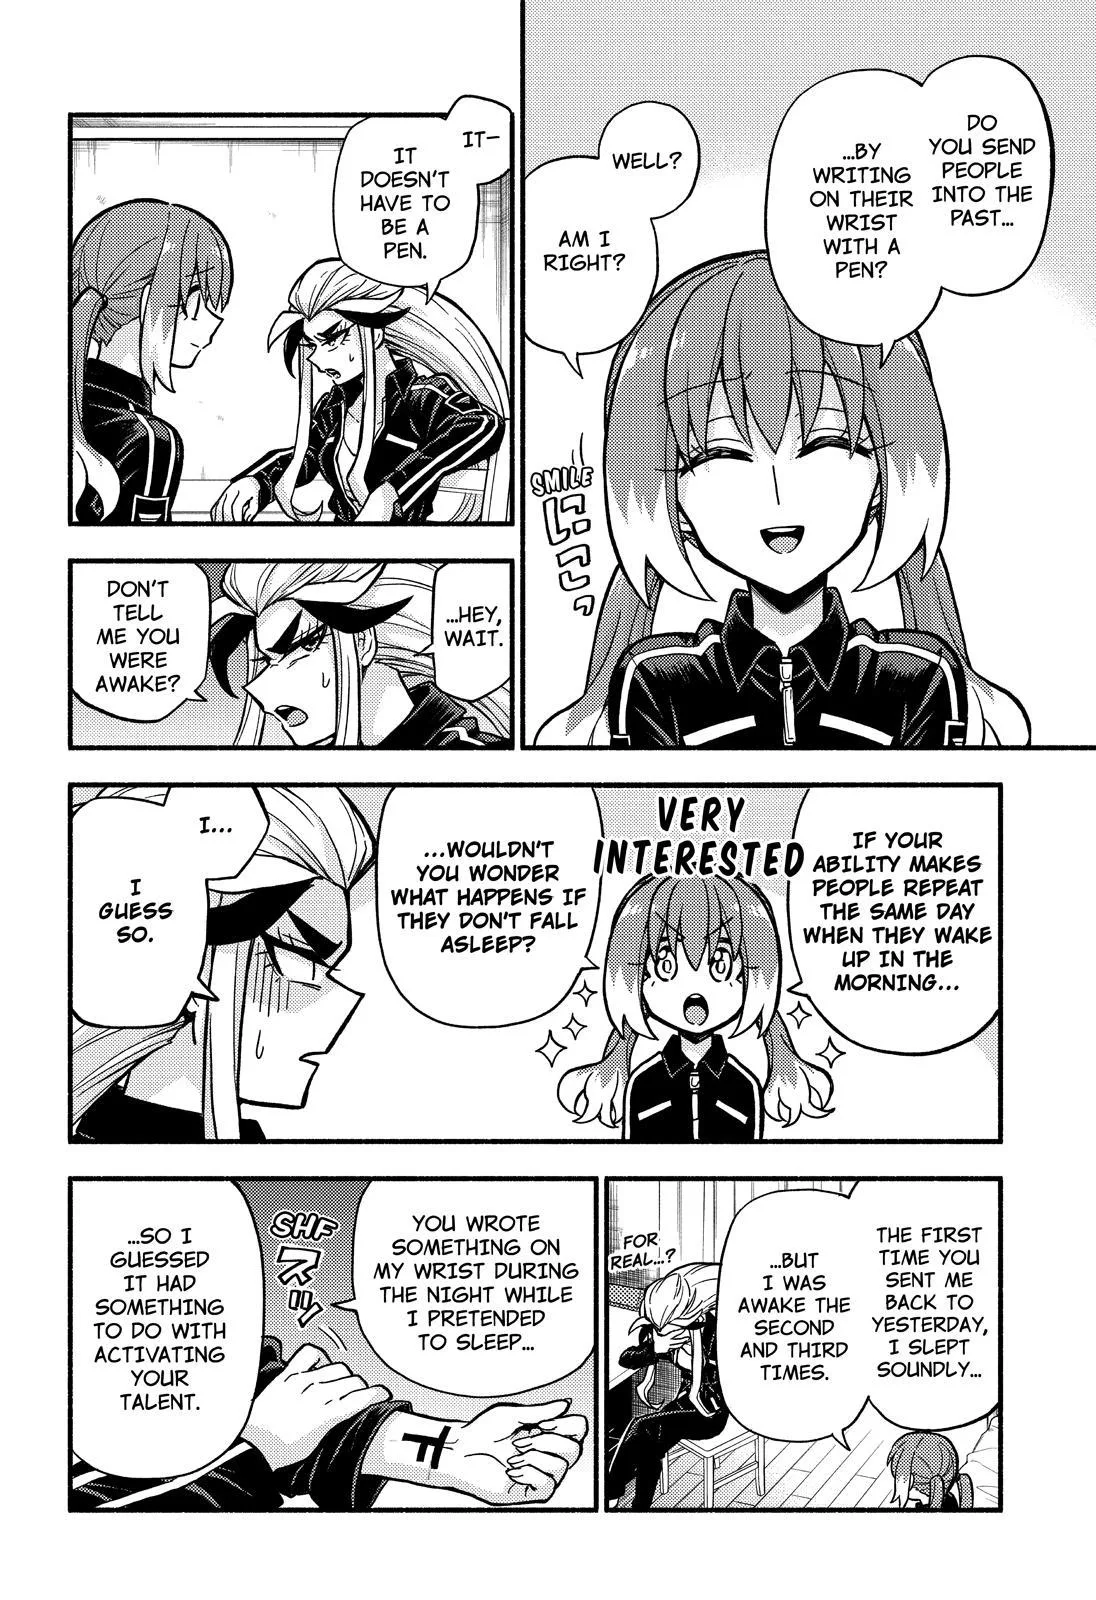 DO
YOU SEND
PEOPLE
INTO THE
PAST...
...BY
WRITING
ON THEIR
WRIST
WITH A
PEN?
WELL?
AM I
RIGHT?
SMILE
にこっ
IT–
IT
DOESN'T
HAVE TO
BE A
PEN.
...HEY,
WAIT.
DON'T
TELL
ME YOU
WERE
AWAKE?
IF YOUR
ABILITY MAKES
PEOPLE REPEAT
THE SAME DAY
WHEN THEY WAKE
UP IN THE
MORNING...
VERY
INTERESTED
...WOULDN'T
YOU WONDER
WHAT HAPPENS IF
THEY DON'T FALL
ASLEEP?
I...
I
GUESS
SO.
THE FIRST
TIME YOU
SENT ME
BACK TO
YESTERDAY,
I SLEPT
SOUNDLY...
...BUT
I WAS
AWAKE THE
SECOND
AND THIRD
TIMES.
FOR
REAL...?
YOU WROTE
SOMETHING ON
MY WRIST DURING
THE NIGHT WHILE
I PRETENDED
TO SLEEP...
SHF
スッ
...SO I
GUESSED
IT HAD
SOMETHING
TO DO WITH
ACTIVATING
YOUR
TALENT.